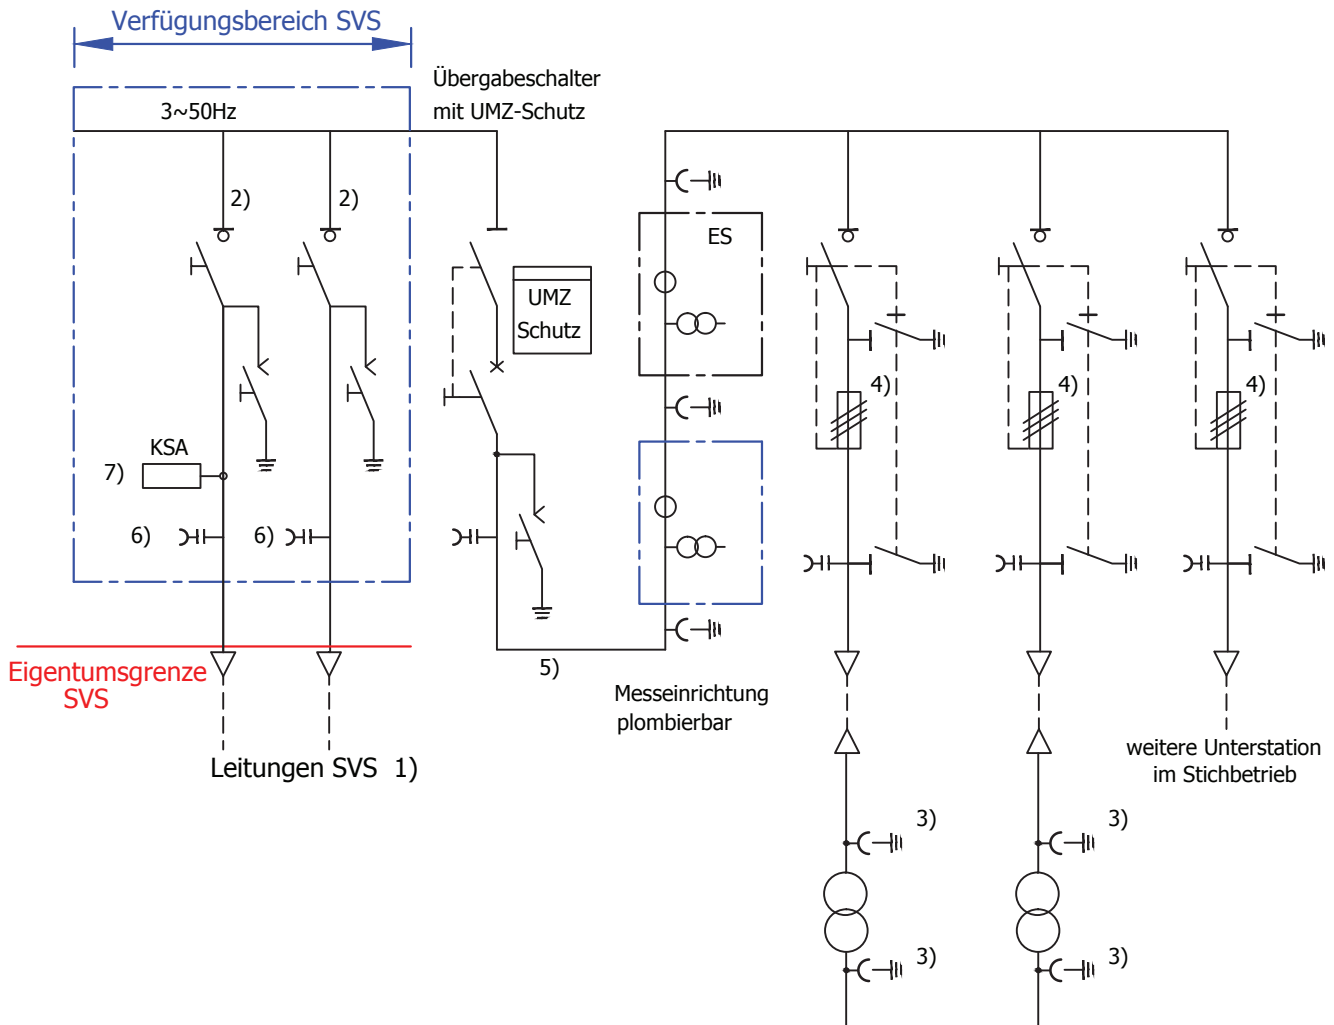 Verfügungsbereich SVS
3~50Hz
Übergabeschalter
mit UMZ-Schutz
2)
2)
ES
UMZ
Schutz
4)
4)
4)
KSA
7)
6)
6)
Eigentumsgrenze
SVS
5)
Messeinrichtung
plombierbar
Leitungen SVS 1)
weitere Unterstation
im Stichbetrieb
3)
3)
3)
3)